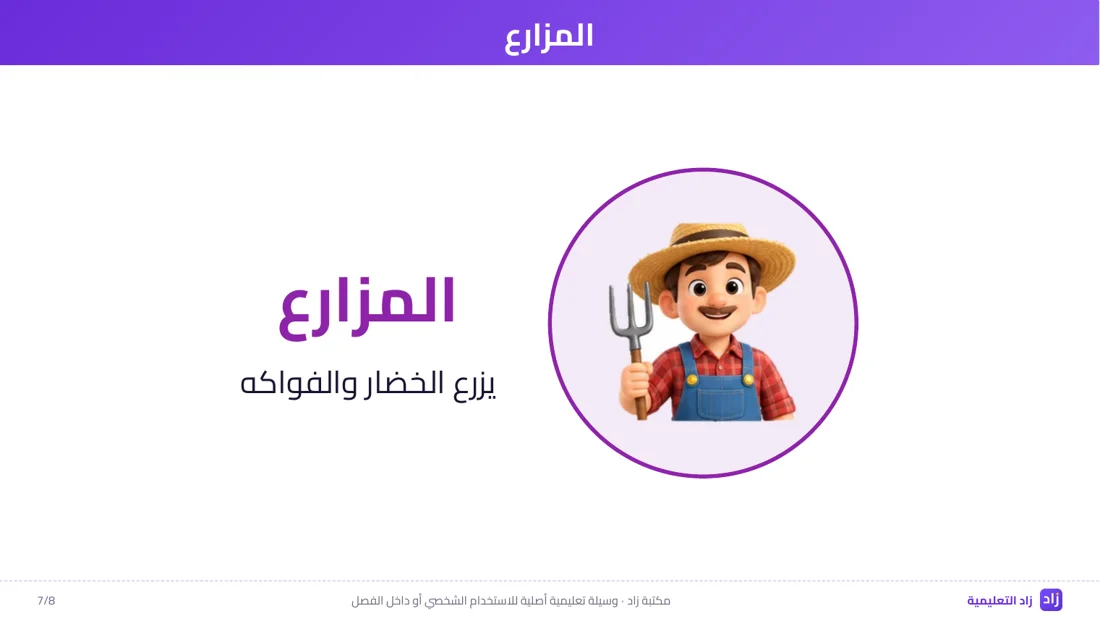 المزارع
المزارع
يزرع الخضار والفواكه
زاد
زاد التعليمية
مكتبة زاد · وسيلة تعليمية أصلية للاستخدام الشخصي أو داخل الفصل
7/8